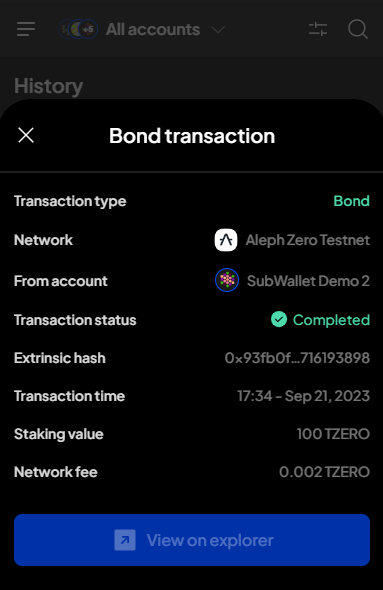 +5 All accounts
History
Bond transaction
Transaction type Bond
Network Aleph Zero Testnet
From account SubWallet Demo 2
Transaction status Completed
Extrinsic hash 0x93fb0f...716193898
Transaction time 17:34 - Sep 21, 2023
Staking value 100 TZERO
Network fee 0.002 TZERO
View on explorer